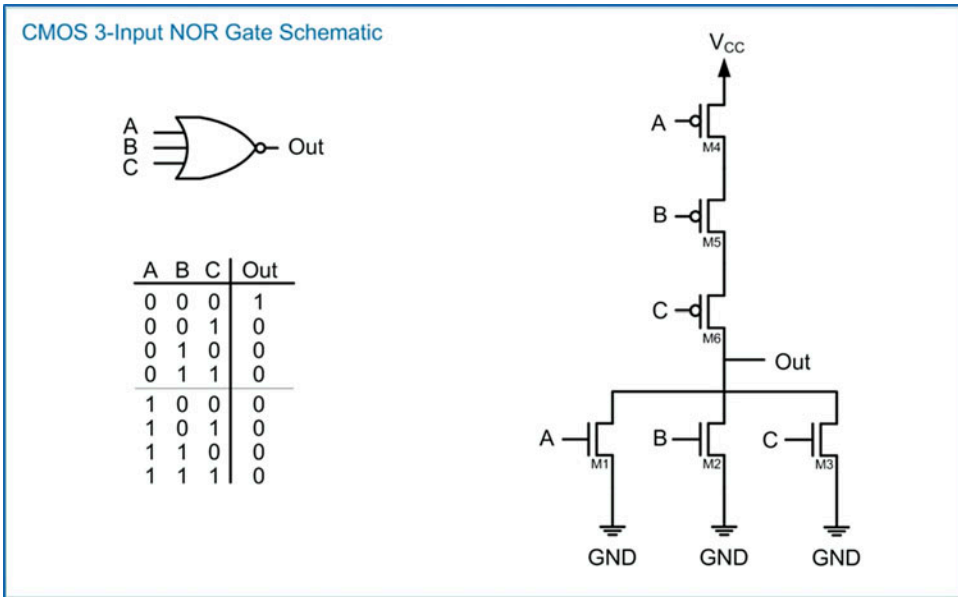 CMOS 3-Input NOR Gate Schematic
A
B
C
Out
A B C Out
0 0 0 1
0 0 1 0
0 1 0 0
0 1 1 0
1 0 0 0
1 0 1 0
1 1 0 0
1 1 1 0
VCC
A
M4
B
M5
C
M6
Out
A
M1
B
M2
C
M3
GND
GND
GND